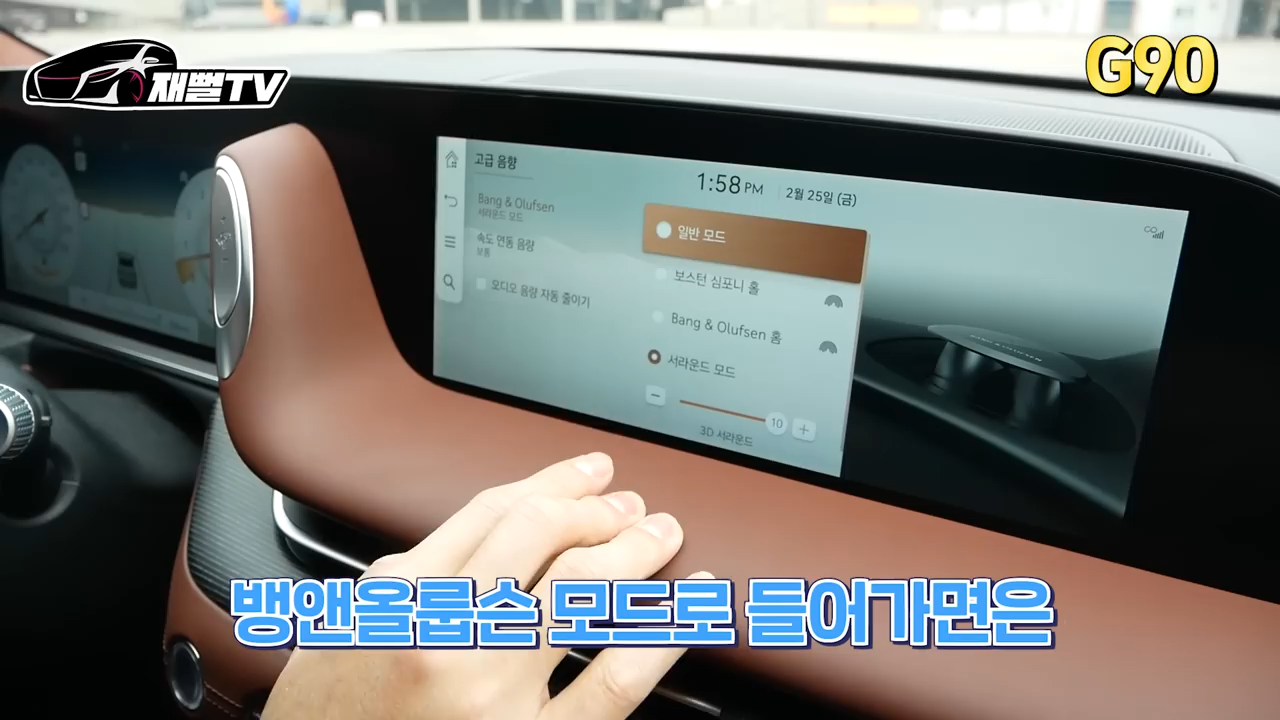 재뻘TV
G90
고급 음향
1:58 PM 2월 25일 (금)
Bang & Olufsen
서라운드 모드
속도 연동 음량
보통
오디오 음량 자동 줄이기
일반 모드
보스턴 심포니 홀
Bang & Olufsen 홈
서라운드 모드
− 10 +
3D 서라운드
뱅앤올룹슨 모드로 들어가면은